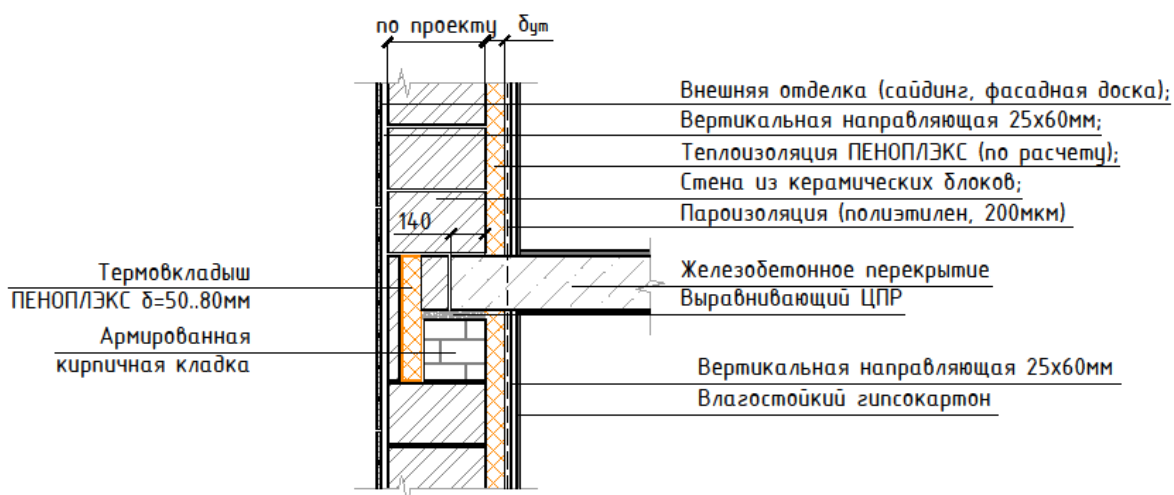 по проекту δут
Внешняя отделка (сайдинг, фасадная доска);
Вертикальная направляющая 25х60мм;
Теплоизоляция ПЕНОПЛЭКС (по расчету);
Стена из керамических блоков;
140
Пароизоляция (полиэтилен, 200мкм)
Термовкладыш
ПЕНОПЛЭКС δ=50..80мм
Железобетонное перекрытие
Выравнивающий ЦПР
Армированная
кирпичная кладка
Вертикальная направляющая 25х60мм
Влагостойкий гипсокартон